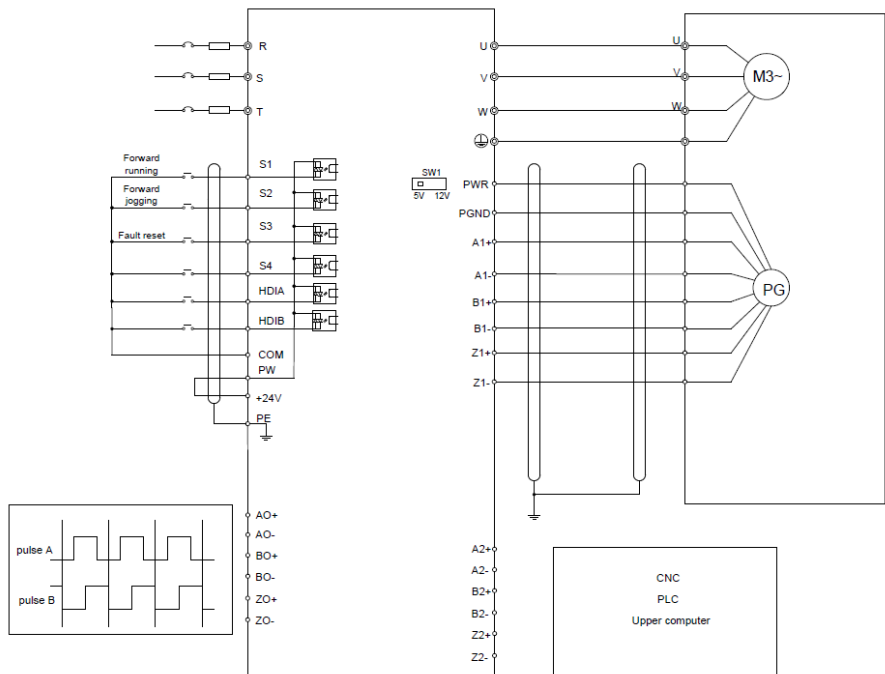 R
S
T
U
V
W
U
V
W
M3~
Forward
running
Forward
jogging
Fault reset
S1
S2
S3
S4
HDIA
HDIB
COM
PW
+24V
PE
SW1
5V 12V
PWR
PGND
A1+
A1-
B1+
B1-
Z1+
Z1-
PG
pulse A
pulse B
AO+
AO-
BO+
BO-
ZO+
ZO-
A2+
A2-
B2+
B2-
Z2+
Z2-
CNC
PLC
Upper computer